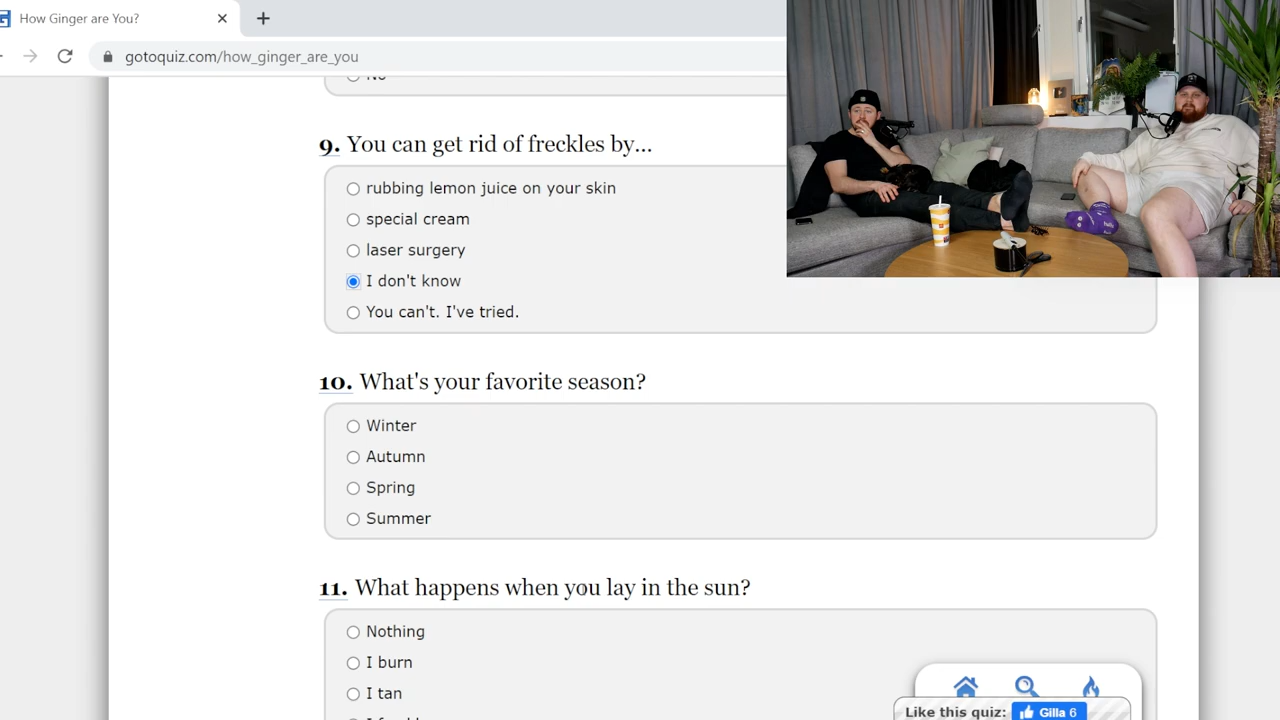 How Ginger are You?
gotoquiz.com/how_ginger_are_you
No
9. You can get rid of freckles by...
rubbing lemon juice on your skin
special cream
laser surgery
I don't know
You can't. I've tried.
10. What's your favorite season?
Winter
Autumn
Spring
Summer
11. What happens when you lay in the sun?
Nothing
I burn
I tan
Like this quiz: Gilla 6